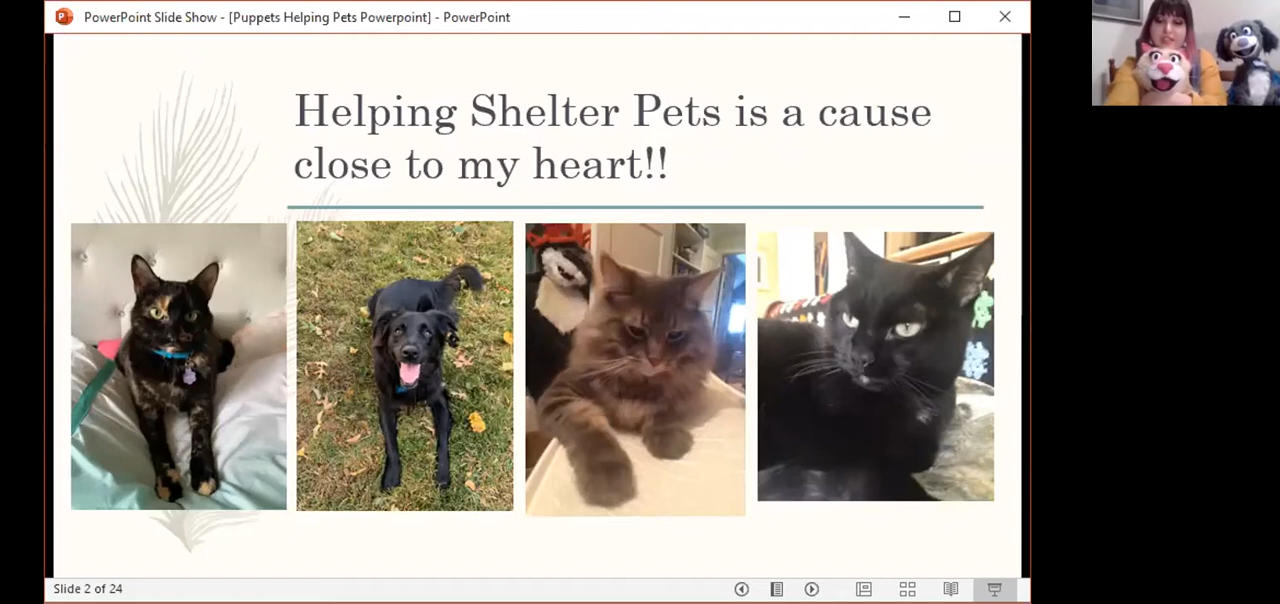 PowerPoint Slide Show - [Puppets Helping Pets Powerpoint] - PowerPoint
Helping Shelter Pets is a cause
close to my heart!!
Slide 2 of 24